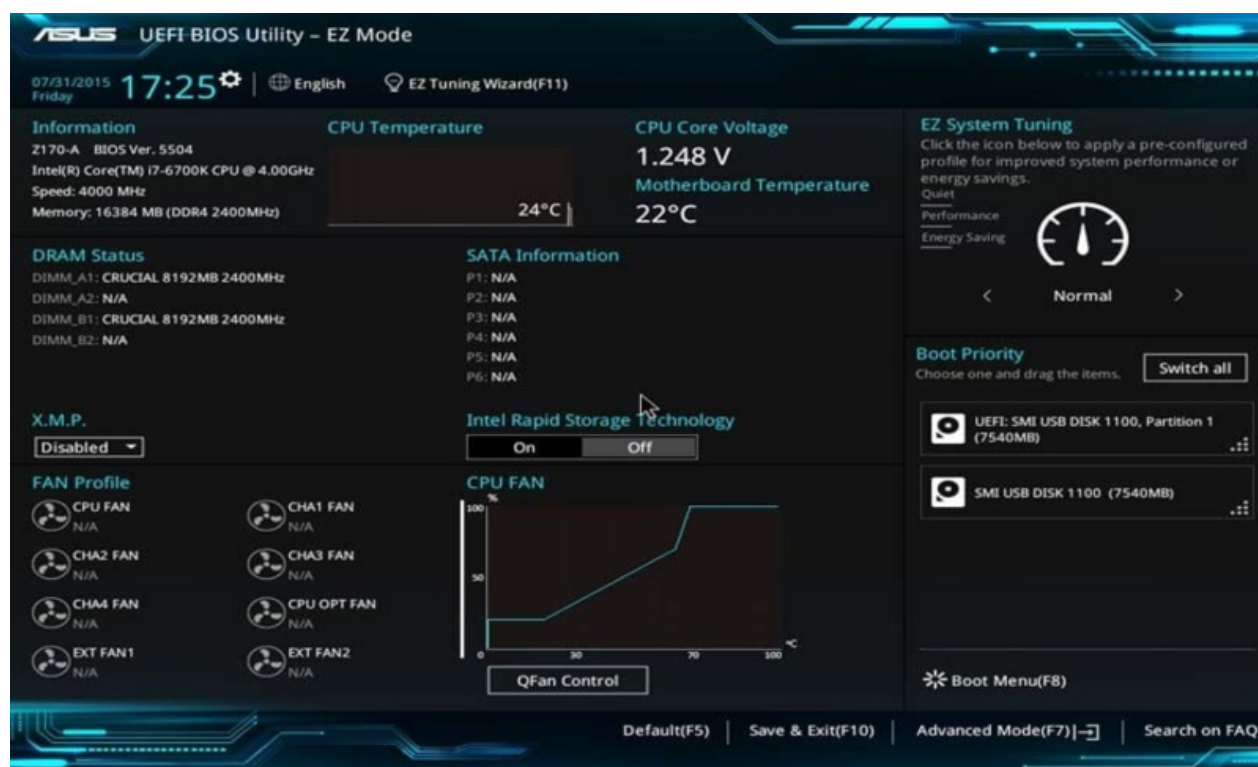 ASUS UEFI BIOS Utility – EZ Mode
07/31/2015
Friday
17:25
English
EZ Tuning Wizard(F11)
Information
Z170-A BIOS Ver. 5504
Intel(R) Core(TM) i7-6700K CPU @ 4.00GHz
Speed: 4000 MHz
Memory: 16384 MB (DDR4 2400MHz)
CPU Temperature
24°C
CPU Core Voltage
1.248 V
Motherboard Temperature
22°C
EZ System Tuning
Click the icon below to apply a pre-configured
profile for improved system performance or
energy savings.
Quiet
Performance
Energy Saving
< Normal >
DRAM Status
DIMM_A1: CRUCIAL 8192MB 2400MHz
DIMM_A2: N/A
DIMM_B1: CRUCIAL 8192MB 2400MHz
DIMM_B2: N/A
SATA Information
P1: N/A
P2: N/A
P3: N/A
P4: N/A
P5: N/A
P6: N/A
X.M.P.
Disabled
Intel Rapid Storage Technology
On Off
Boot Priority
Choose one and drag the items.
Switch all
UEFI: SMI USB DISK 1100, Partition 1
(7540MB)
SMI USB DISK 1100 (7540MB)
FAN Profile
CPU FAN
N/A
CHA1 FAN
N/A
CHA2 FAN
N/A
CHA3 FAN
N/A
CHA4 FAN
N/A
CPU OPT FAN
N/A
EXT FAN1
N/A
EXT FAN2
N/A
CPU FAN
%
100
50
0 30 70 100
°C
QFan Control
Boot Menu(F8)
Default(F5) | Save & Exit(F10) | Advanced Mode(F7) | Search on FAQ